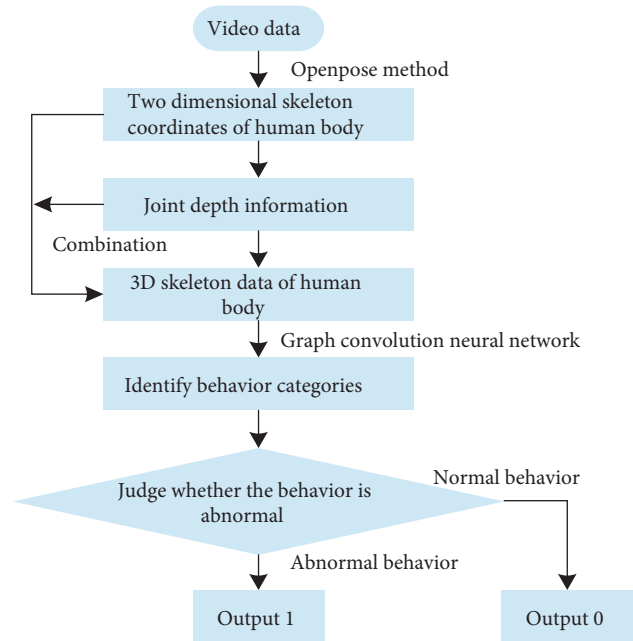 Video data
Openpose method
Two dimensional skeleton
coordinates of human body
Joint depth information
Combination
3D skeleton data of human
body
Graph convolution neural network
Identify behavior categories
Judge whether the behavior is
abnormal
Normal behavior
Abnormal behavior
Output 1
Output 0